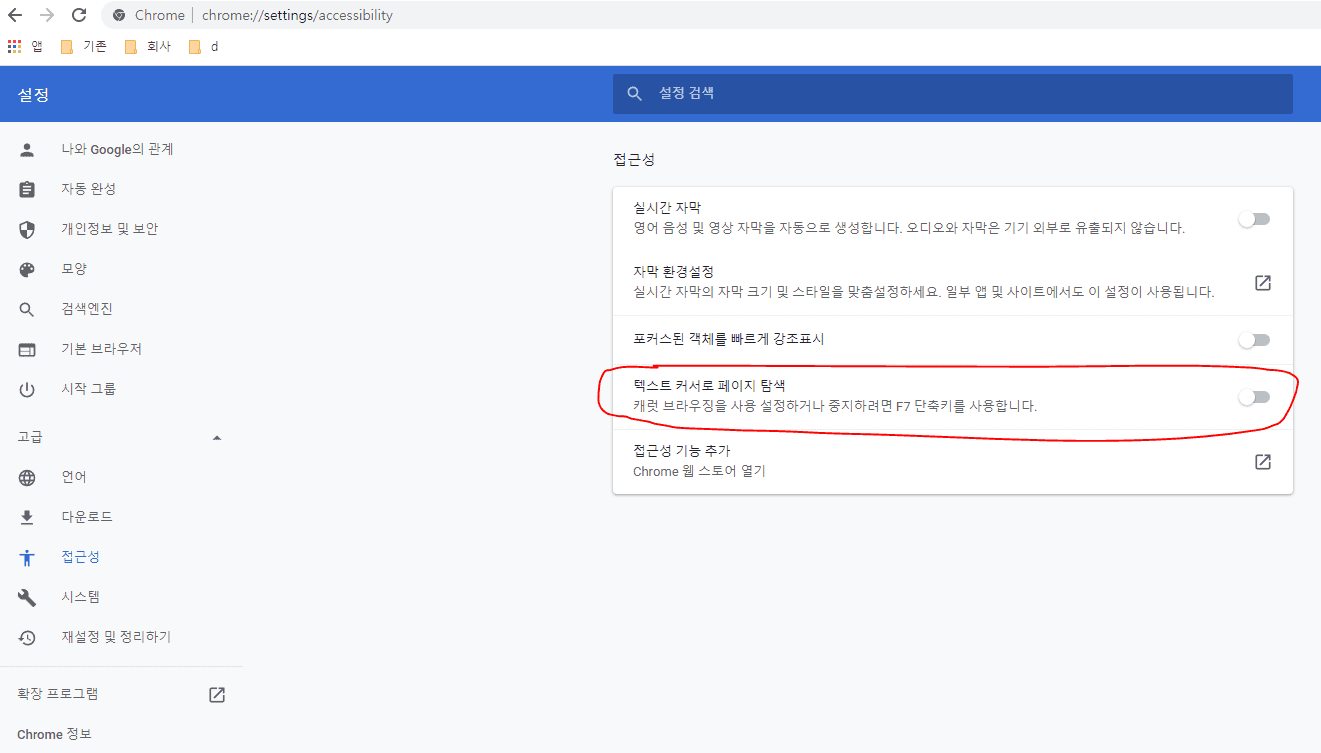 Chrome | chrome://settings/accessibility
앱 기존 회사 d
설정
설정 검색
나와 Google의 관계
자동 완성
개인정보 및 보안
모양
검색엔진
기본 브라우저
시작 그룹
고급
언어
다운로드
접근성
시스템
재설정 및 정리하기
확장 프로그램
Chrome 정보
접근성
실시간 자막
영어 음성 및 영상 자막을 자동으로 생성합니다. 오디오와 자막은 기기 외부로 유출되지 않습니다.
자막 환경설정
실시간 자막의 자막 크기 및 스타일을 맞춤설정하세요. 일부 앱 및 사이트에서도 이 설정이 사용됩니다.
포커스된 객체를 빠르게 강조표시
텍스트 커서로 페이지 탐색
캐럿 브라우징을 사용 설정하거나 중지하려면 F7 단축키를 사용합니다.
접근성 기능 추가
Chrome 웹 스토어 열기